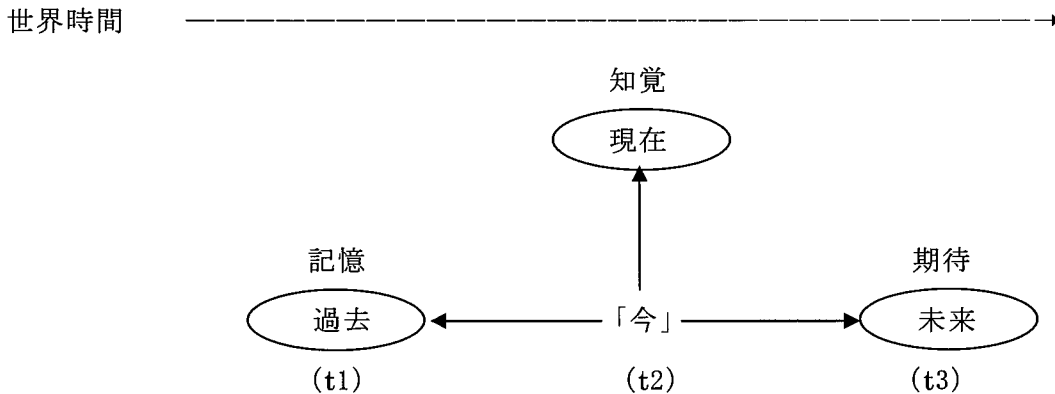 世界時間
知覚
現在
記憶 期待
過去 「今」 未来
(t1) (t2) (t3)